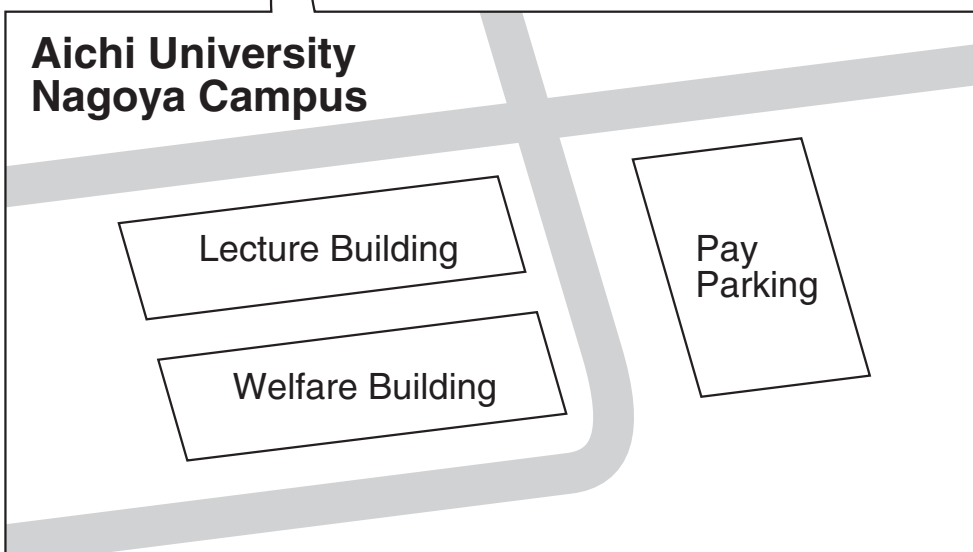 Aichi University
Nagoya Campus
Lecture Building
Pay
Parking
Welfare Building